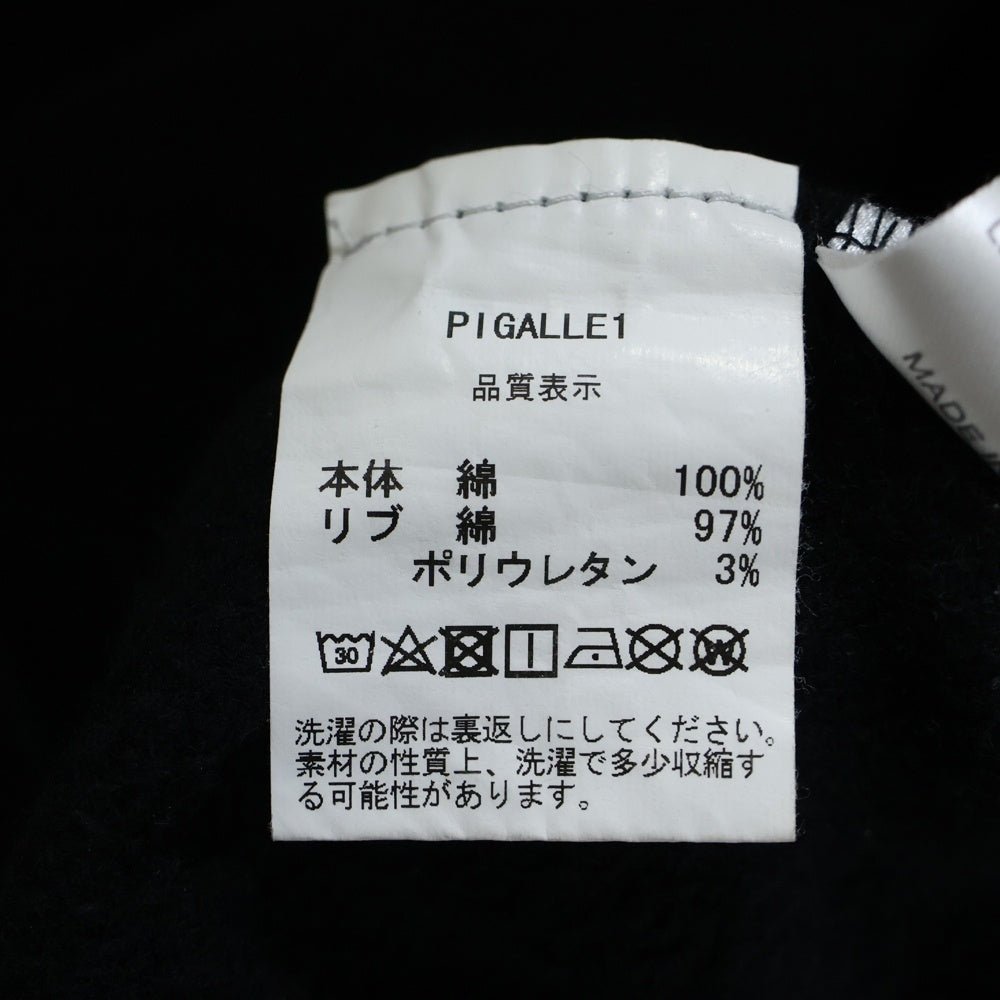 PIGALLE1
品質表示
本体 綿 100%
リブ 綿 97%
ポリウレタン 3%
30 W
洗濯の際は裏返しにしてください。
素材の性質上、洗濯で多少収縮す
る可能性があります。
MADE